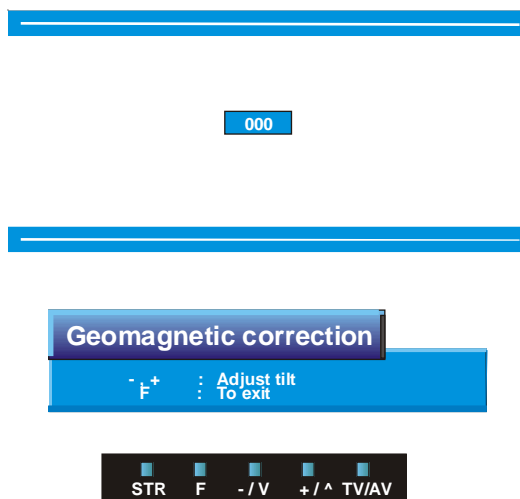 000
Geomagnetic correction
- , + : Adjust tilt
F : To exit
STR F - / V + / ^ TV/AV